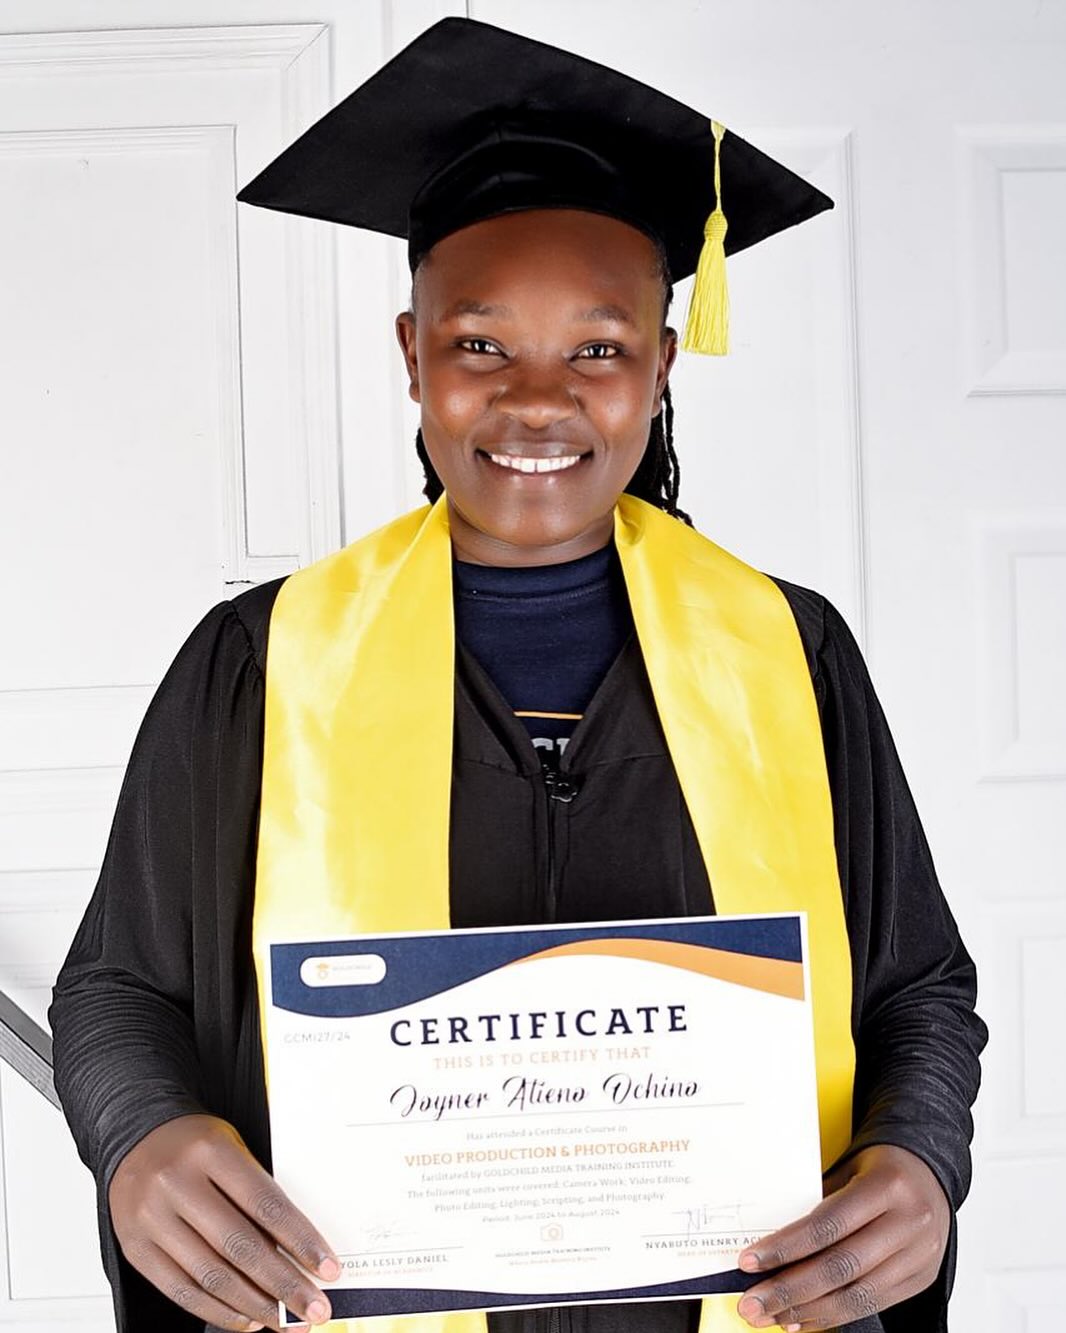 GOLDCHILD
GCMI27/24
CERTIFICATE
THIS IS TO CERTIFY THAT
Joyner Atieno Ochino
Has attended a Certificate Course in
VIDEO PRODUCTION & PHOTOGRAPHY
facilitated by GOLDCHILD MEDIA TRAINING INSTITUTE.
The following units were covered; Camera Work; Video Editing,
Photo Editing, Lighting, Scripting, and Photography.
Period: June 2024 to August 2024
YOLA LESLY DANIEL
NYABUTO HENRY
GOLDCHILD MEDIA TRAINING INSTITUTE